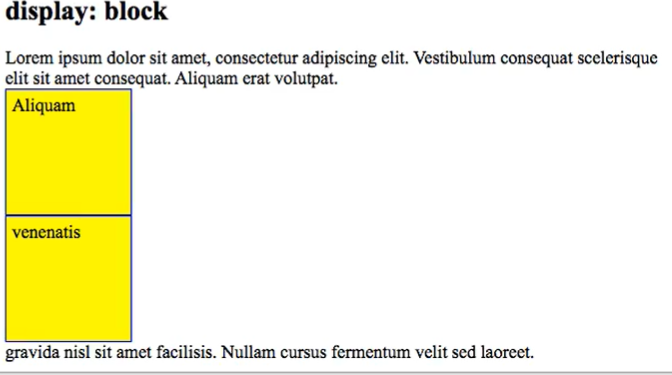 display: block
Lorem ipsum dolor sit amet, consectetur adipiscing elit. Vestibulum consequat scelerisque
elit sit amet consequat. Aliquam erat volutpat.
Aliquam
venenatis
gravida nisl sit amet facilisis. Nullam cursus fermentum velit sed laoreet.